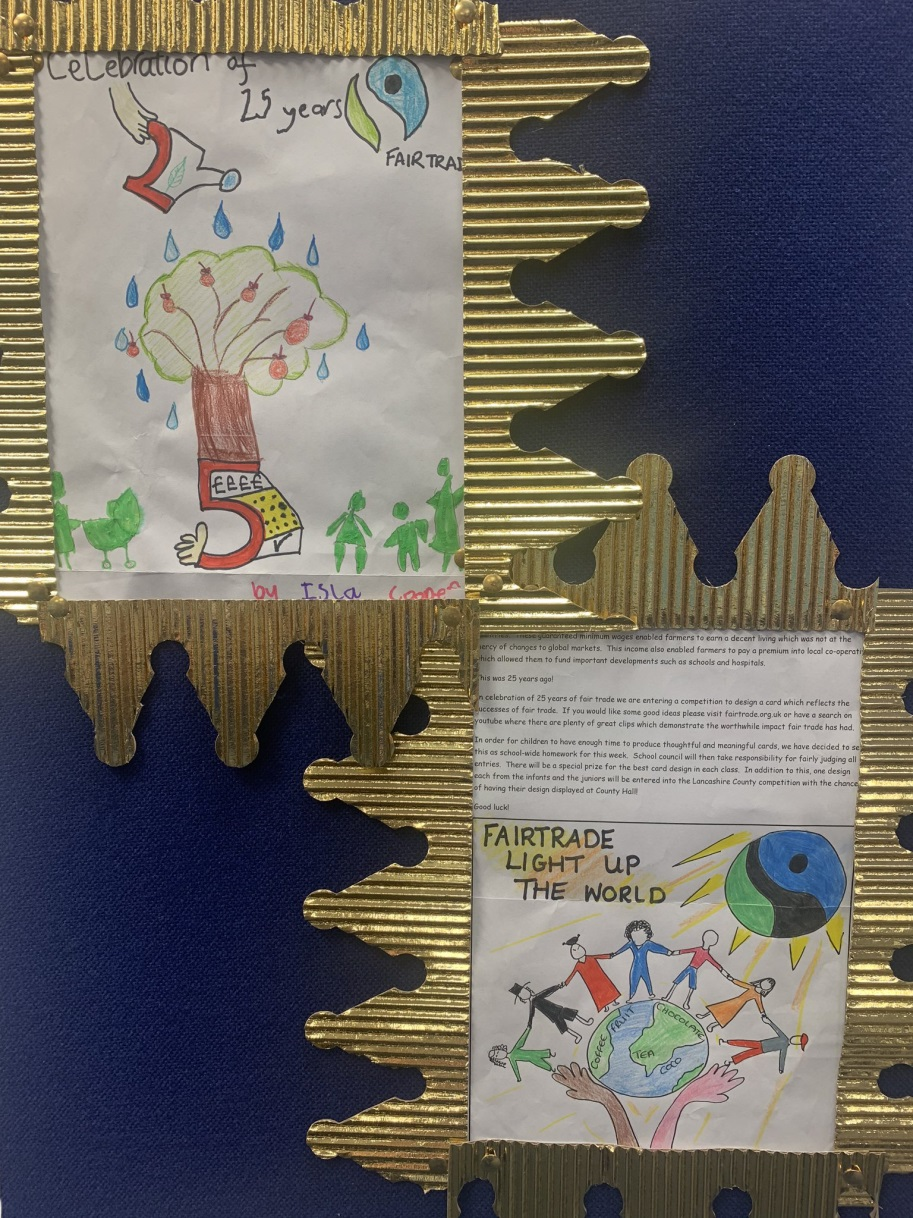 Celebration of
25 years
FAIRTRA
££££
5
by Isla
These guaranteed minimum wages enabled farmers to earn a decent living which was not at the
mercy of changes to global markets. This income also enabled farmers to pay a premium into local co-operati
which allowed them to fund important developments such as schools and hospitals.
This was 25 years ago!
In celebration of 25 years of fair trade we are entering a competition to design a card which reflects the
successes of fair trade. If you would like some good ideas please visit fairtrade.org.uk or have a search on
youtube where there are plenty of great clips which demonstrate the worthwhile impact fair trade has had.
In order for children to have enough time to produce thoughtful and meaningful cards, we have decided to se
this as school-wide homework for this week. School council will then take responsibility for fairly judging all
entries. There will be a special prize for the best card design in each class. In addition to this, one design
each from the infants and the juniors will be entered into the Lancashire County competition with the chance
of having their design displayed at County Hall!
Good luck!
FAIRTRADE
LIGHT UP
THE WORLD
COFFEE FRUIT CHOCOLATE
TEA
COCO